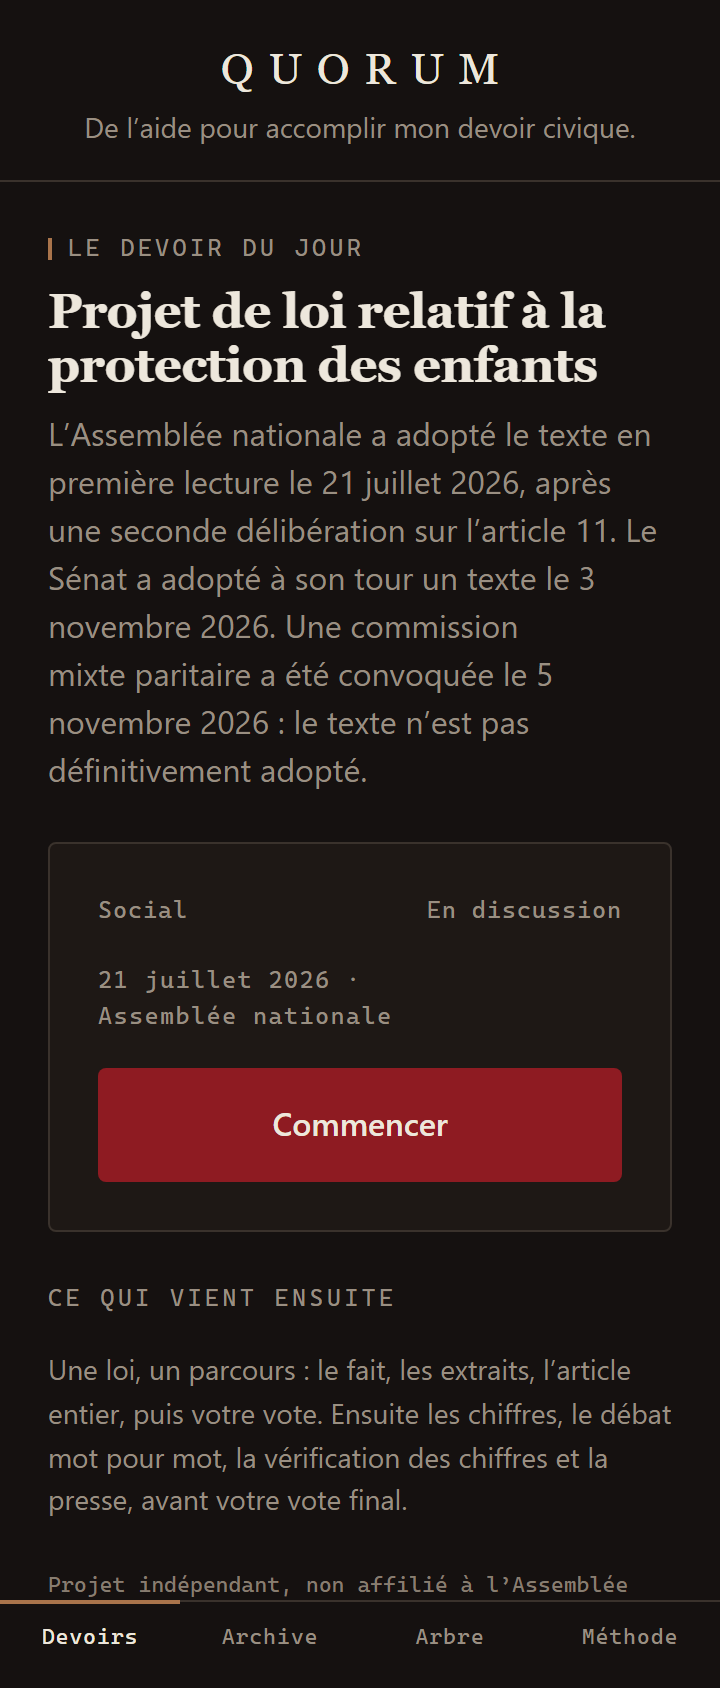 QUORUM
De l’aide pour accomplir mon devoir civique.
LE DEVOIR DU JOUR
Projet de loi relatif à la
protection des enfants
L’Assemblée nationale a adopté le texte en
première lecture le 21 juillet 2026, après
une seconde délibération sur l’article 11. Le
Sénat a adopté à son tour un texte le 3
novembre 2026. Une commission
mixte paritaire a été convoquée le 5
novembre 2026 : le texte n’est pas
définitivement adopté.
Social
En discussion
21 juillet 2026 ·
Assemblée nationale
Commencer
CE QUI VIENT ENSUITE
Une loi, un parcours : le fait, les extraits, l’article
entier, puis votre vote. Ensuite les chiffres, le débat
mot pour mot, la vérification des chiffres et la
presse, avant votre vote final.
Projet indépendant, non affilié à l’Assemblée
Devoirs
Archive
Arbre
Méthode